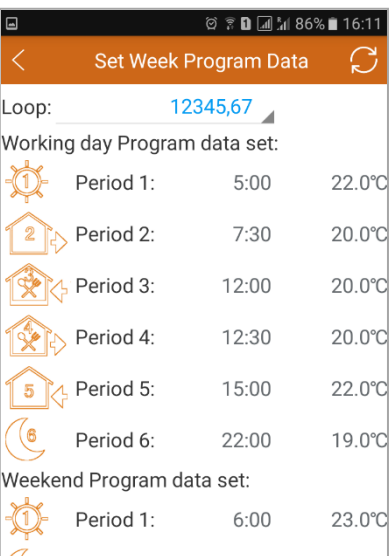 86% 16:11
Set Week Program Data
Loop: 12345,67
Working day Program data set:
1 Period 1: 5:00 22.0℃
2 Period 2: 7:30 20.0℃
3 Period 3: 12:00 20.0℃
4 Period 4: 12:30 20.0℃
5 Period 5: 15:00 22.0℃
6 Period 6: 22:00 19.0℃
Weekend Program data set:
1 Period 1: 6:00 23.0℃